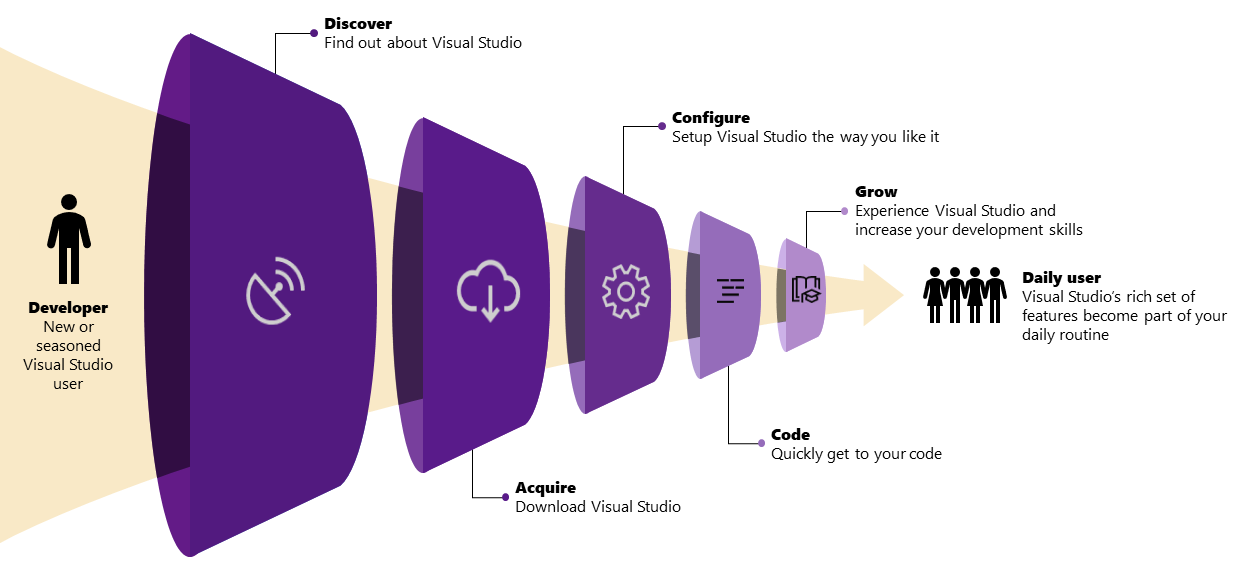 Discover
Find out about Visual Studio
Configure
Setup Visual Studio the way you like it
Grow
Experience Visual Studio and
increase your development skills
Developer
New or
seasoned
Visual Studio
user
Daily user
Visual Studio's rich set of
features become part of your
daily routine
Code
Quickly get to your code
Acquire
Download Visual Studio